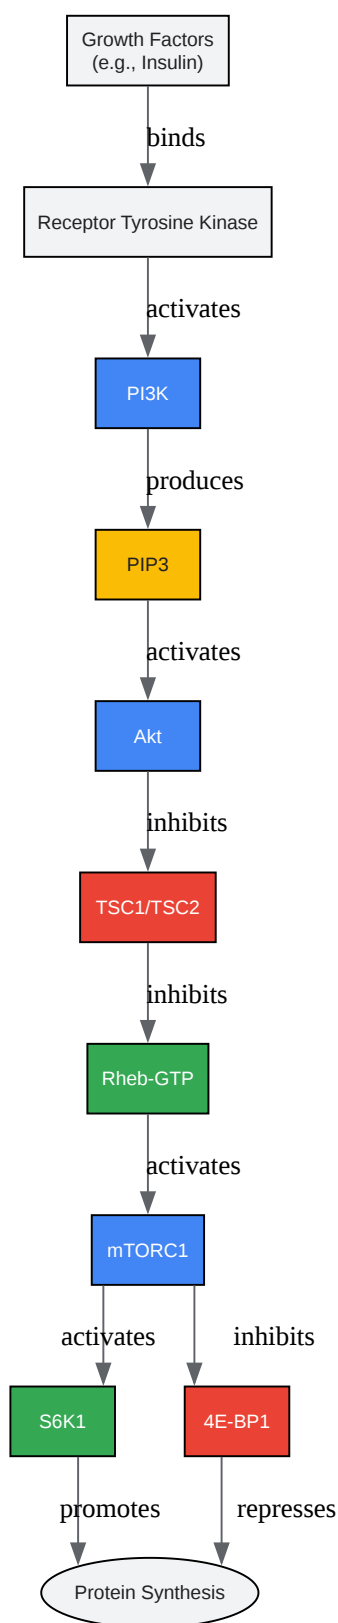 Growth Factors
(e.g., Insulin)
binds
Receptor Tyrosine Kinase
activates
PI3K
produces
PIP3
activates
Akt
inhibits
TSC1/TSC2
inhibits
Rheb-GTP
activates
mTORC1
activates inhibits
S6K1 4E-BP1
promotes represses
Protein Synthesis